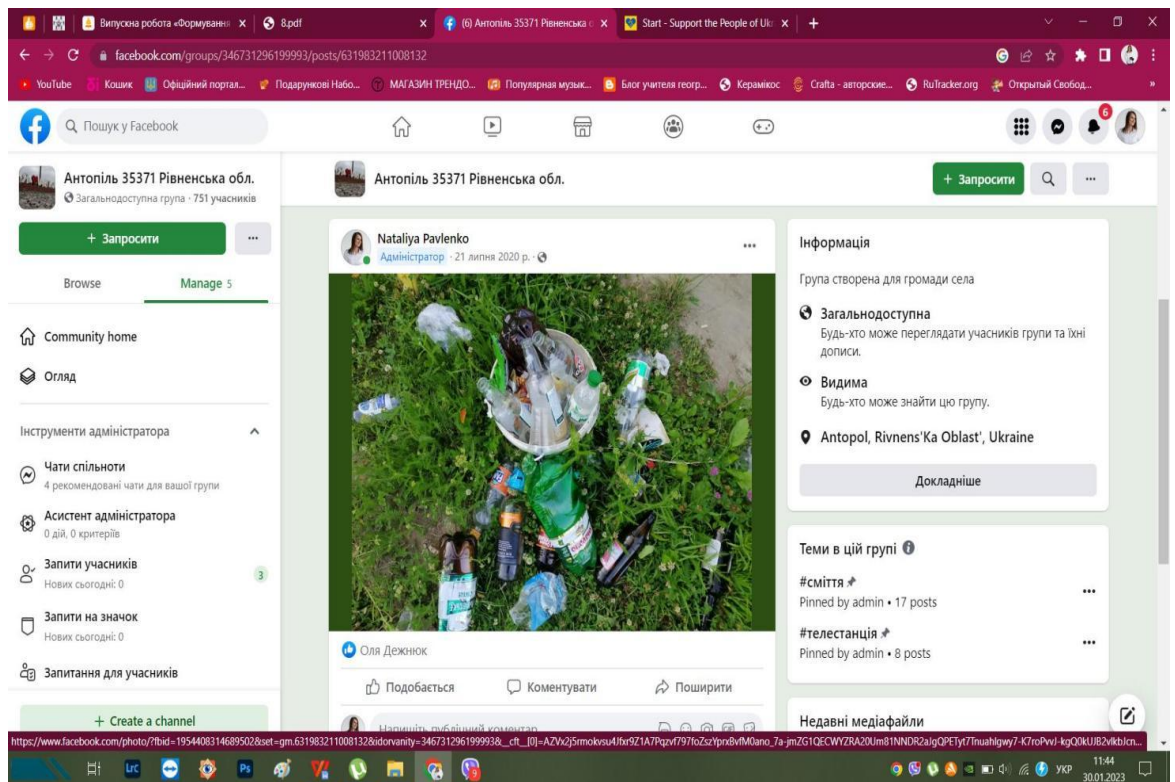 Випускна робота «Формування
8.pdf
(6) Антопіль 35371 Рівненська о
Start - Support the People of Ukr
facebook.com/groups/346731296199993/posts/631983211008132
YouTube
Кошик
Офіційний портал...
Подарункові Набо...
МАГАЗИН ТРЕНДО...
Популярная музык...
Блог учителя геогр...
Керамікос
Crafta - авторские...
RuTracker.org
Открытый Свобод...
Пошук у Facebook
6
Антопіль 35371 Рівненська обл.
Загальнодоступна група · 751 учасників
+ Запросити
Browse
Manage 5
Community home
Огляд
Інструменти адміністратора
Чати спільноти
4 рекомендовані чати для вашої групи
Асистент адміністратора
0 дій, 0 критеріїв
Запити учасників
Нових сьогодні: 0
3
Запити на значок
Нових сьогодні: 0
Запитання для учасників
+ Create a channel
Антопіль 35371 Рівненська обл.
+ Запросити
Nataliya Pavlenko
Адміністратор · 21 липня 2020 р. ·
Оля Дежнюк
Подобається
Коментувати
Поширити
Напишіть публічний коментар
Інформація
Група створена для громади села
Загальнодоступна
Будь-хто може переглядати учасників групи та їхні
дописи.
Видима
Будь-хто може знайти цю групу.
Antopol, Rivnens'Ka Oblast', Ukraine
Докладніше
Теми в цій групі
#сміття
Pinned by admin • 17 posts
#телестанція
Pinned by admin • 8 posts
Недавні медіафайли
Lrc
Ps
УКР
11:44
30.01.2023